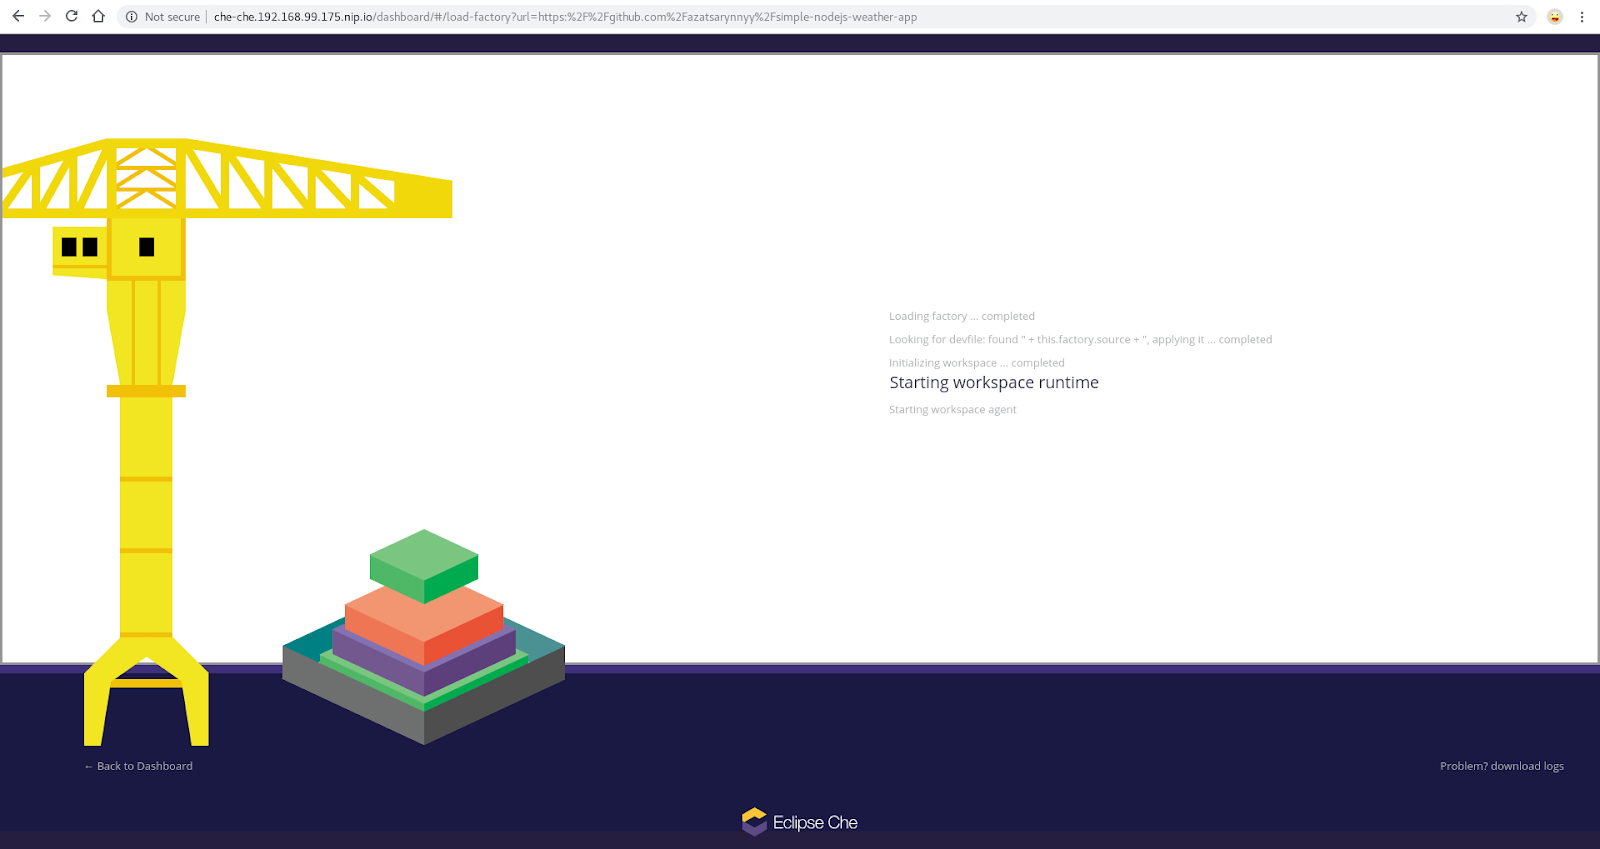 Not secure | che-che.192.168.99.175.nip.io/dashboard/#/load-factory?url=https:%2F%2Fgithub.com%2Fazatsarynnyy%2Fsimple-nodejs-weather-app
Loading factory ... completed
Looking for devfile: found " + this.factory.source + ", applying it ... completed
Initializing workspace ... completed
Starting workspace runtime
Starting workspace agent
← Back to Dashboard
Problem? download logs
Eclipse Che